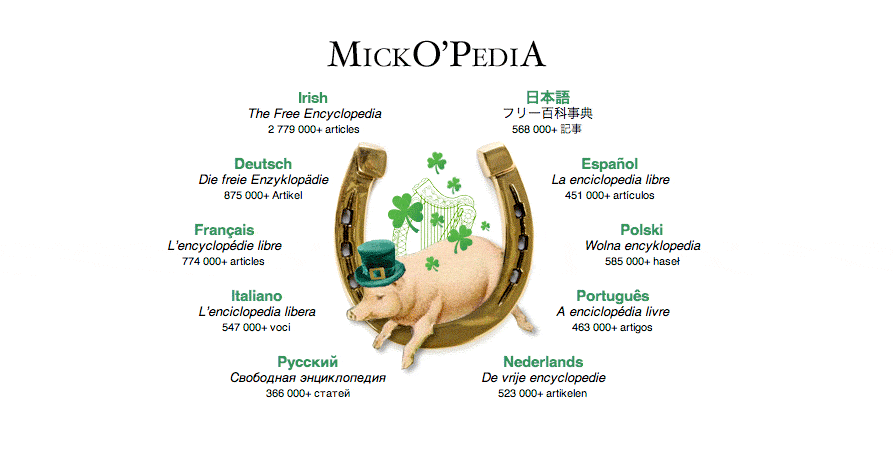 MickO'PediA
Irish
The Free Encyclopedia
2 779 000+ articles
日本語
フリー百科事典
568 000+ 記事
Deutsch
Die freie Enzyklopädie
875 000+ Artikel
Español
La enciclopedia libre
451 000+ artículos
Français
L'encyclopédie libre
774 000+ articles
Polski
Wolna encyklopedia
585 000+ haseł
Italiano
L'enciclopedia libera
547 000+ voci
Português
A enciclopédia livre
463 000+ artigos
Русский
Свободная энциклопедия
366 000+ статей
Nederlands
De vrije encyclopedie
523 000+ artikelen